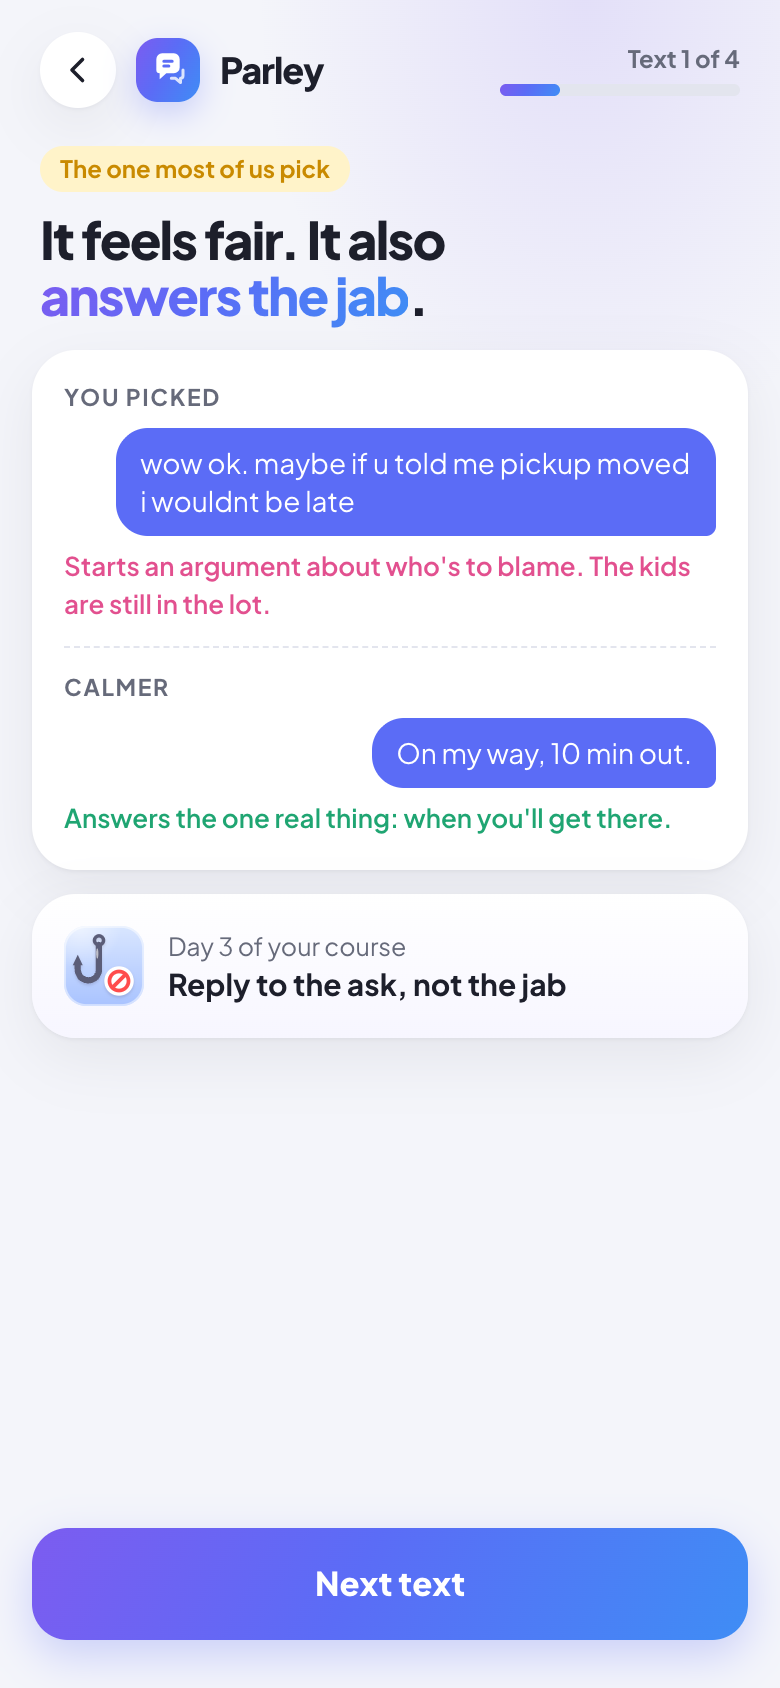 Parley
Text 1 of 4
The one most of us pick
It feels fair. It also
answers the jab.
YOU PICKED
wow ok. maybe if u told me pickup moved
i wouldnt be late
Starts an argument about who's to blame. The kids
are still in the lot.
CALMER
On my way, 10 min out.
Answers the one real thing: when you'll get there.
Day 3 of your course
Reply to the ask, not the jab
Next text